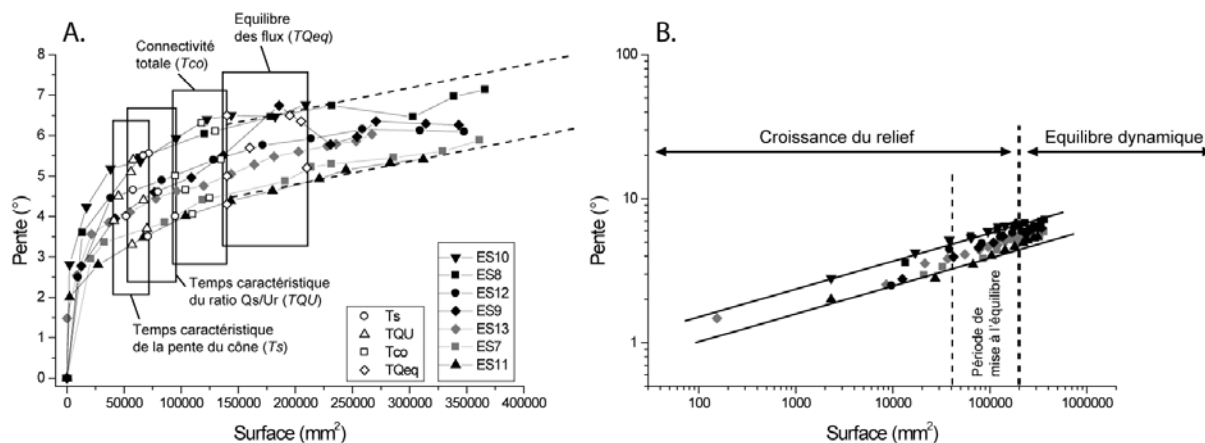 A.
Equilibre
des flux (TQeq)
Connectivité
totale (Tco)
8
7
6
5
4
3
2
1
0
Pente (°)
Temps caractéristique
du ratio Qs/Ur (TQU)
Temps caractéristique
de la pente du cône (Ts)
Ts
TQU
Tco
TQeq
ES10
ES8
ES12
ES9
ES13
ES7
ES11
0 50000 100000 150000 200000 250000 300000 350000 400000
Surface (mm²)
B.
100
10
1
Pente (°)
Croissance du relief
Equilibre dynamique
Période de
mise à l'équilibre
100 1000 10000 100000 1000000
Surface (mm²)